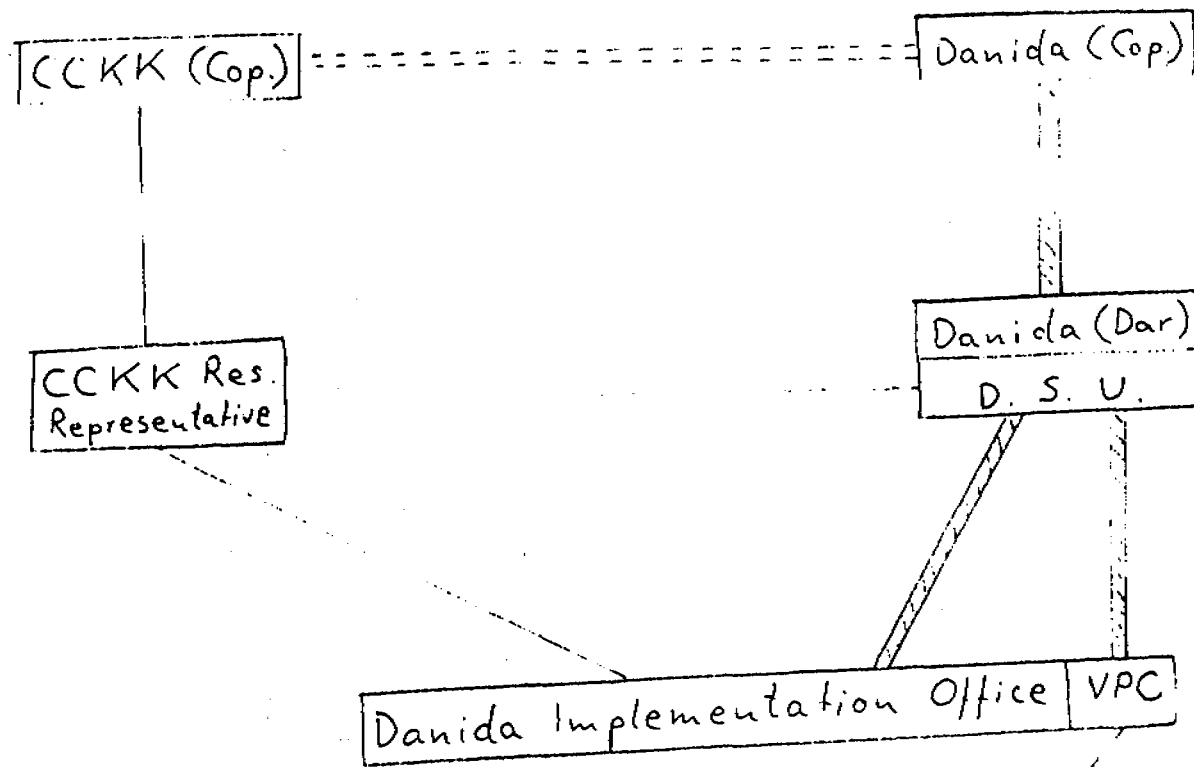 CCKK (Cop.)
Danida (Cop)
Danida (Dar)
CCKK Res.
Representative
D. S. U.
Danida Implementation Office
VPC